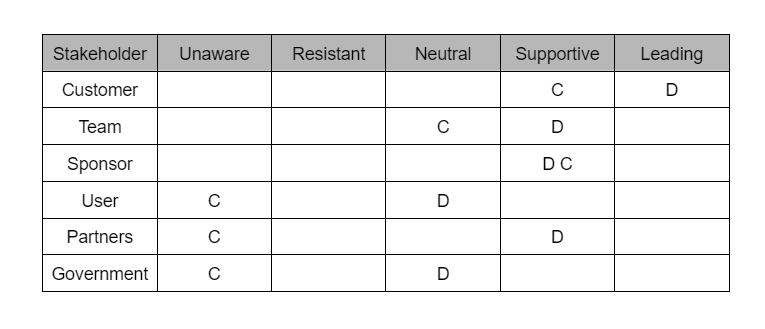 Stakeholder Unaware Resistant Neutral Supportive Leading
Customer C D
Team C D
Sponsor D C
User C D
Partners C D
Government C D